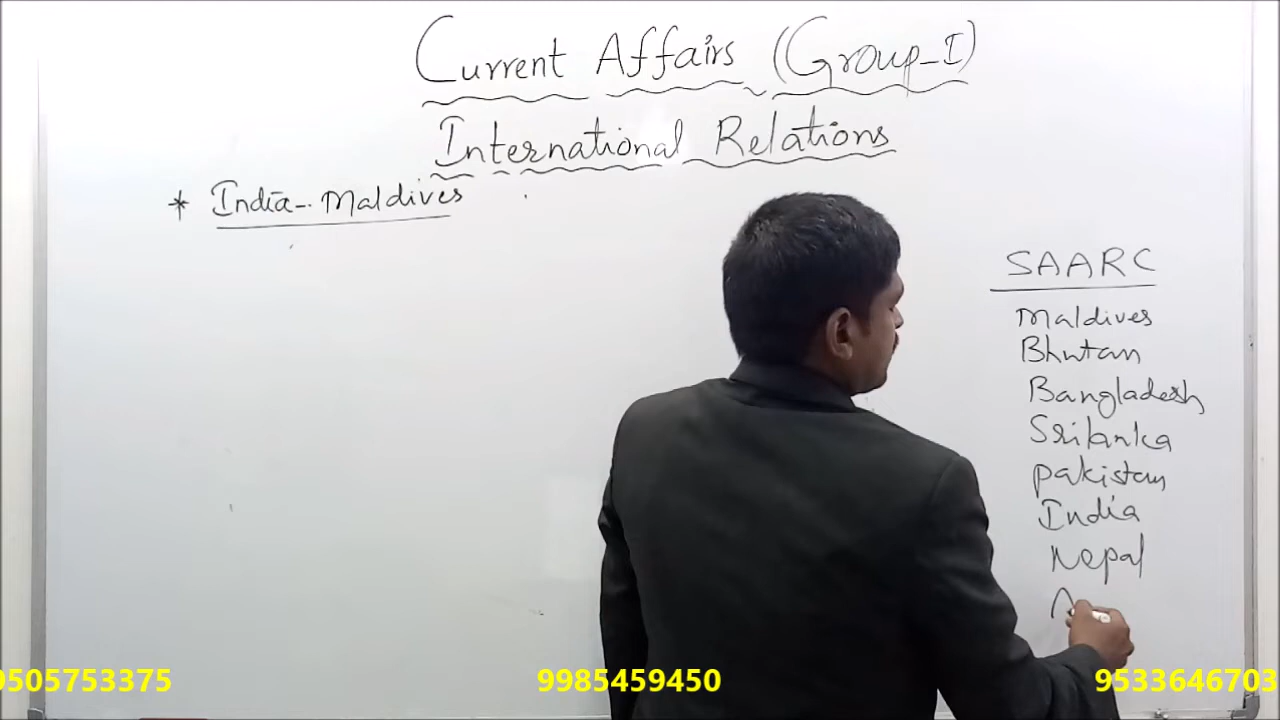 Current Affairs (Group-I)
International Relations
* India-Maldives
SAARC
Maldives
Bhutan
Bangladesh
Srilanka
Pakistan
India
Nepal
A
9505753375
9985459450
9533646703